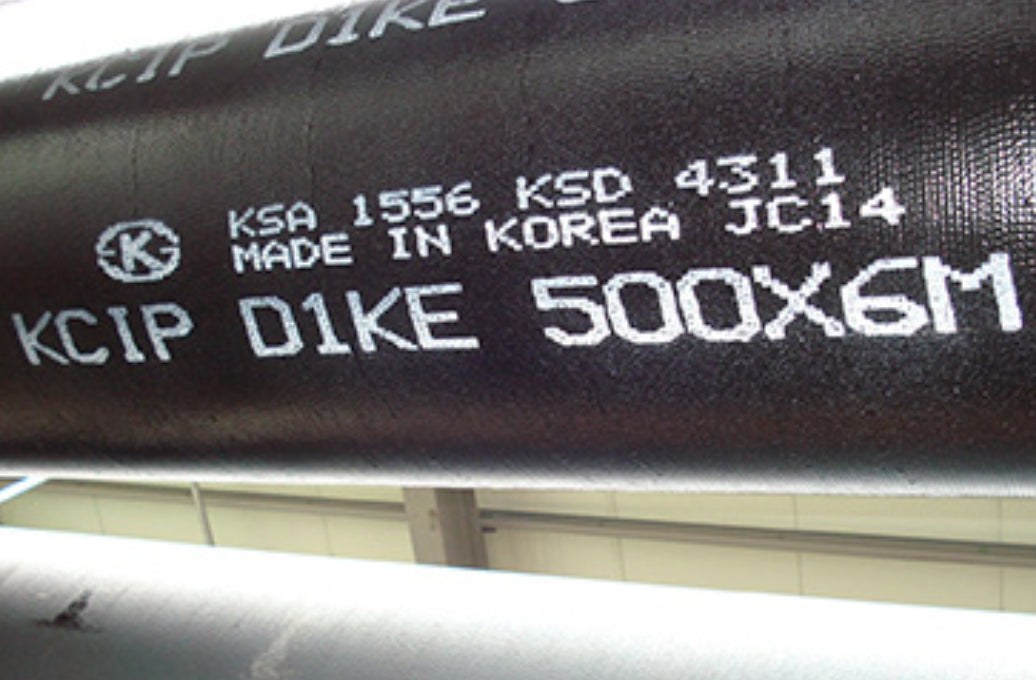 KCIP D1KE
KSA 1556 KSD 4311
MADE IN KOREA JC14
K
KCIP D1KE 500X6M